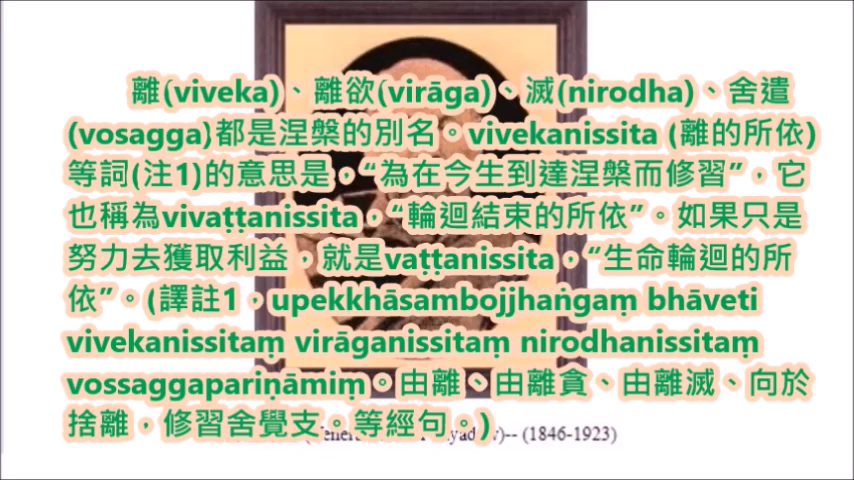 離(viveka)、離欲(virāga)、滅(nirodha)、舍遣
(vosagga)都是涅槃的別名。vivekanissita (離的所依)
等詞(注1)的意思是，“為在今生到達涅槃而修習”，它
也稱為vivaṭṭanissita，“輪迴結束的所依”。如果只是
努力去獲取利益，就是vaṭṭanissita，“生命輪迴的所
依”。(譯註1，upekkhāsambojjhaṅgaṃ bhāveti
vivekanissitaṃ virāganissitaṃ nirodhanissitaṃ
vossaggapariṇāmiṃ。由離、由離貪、由離滅、向於
捨離，修習舍覺支。等經句。)
-- (1846-1923)